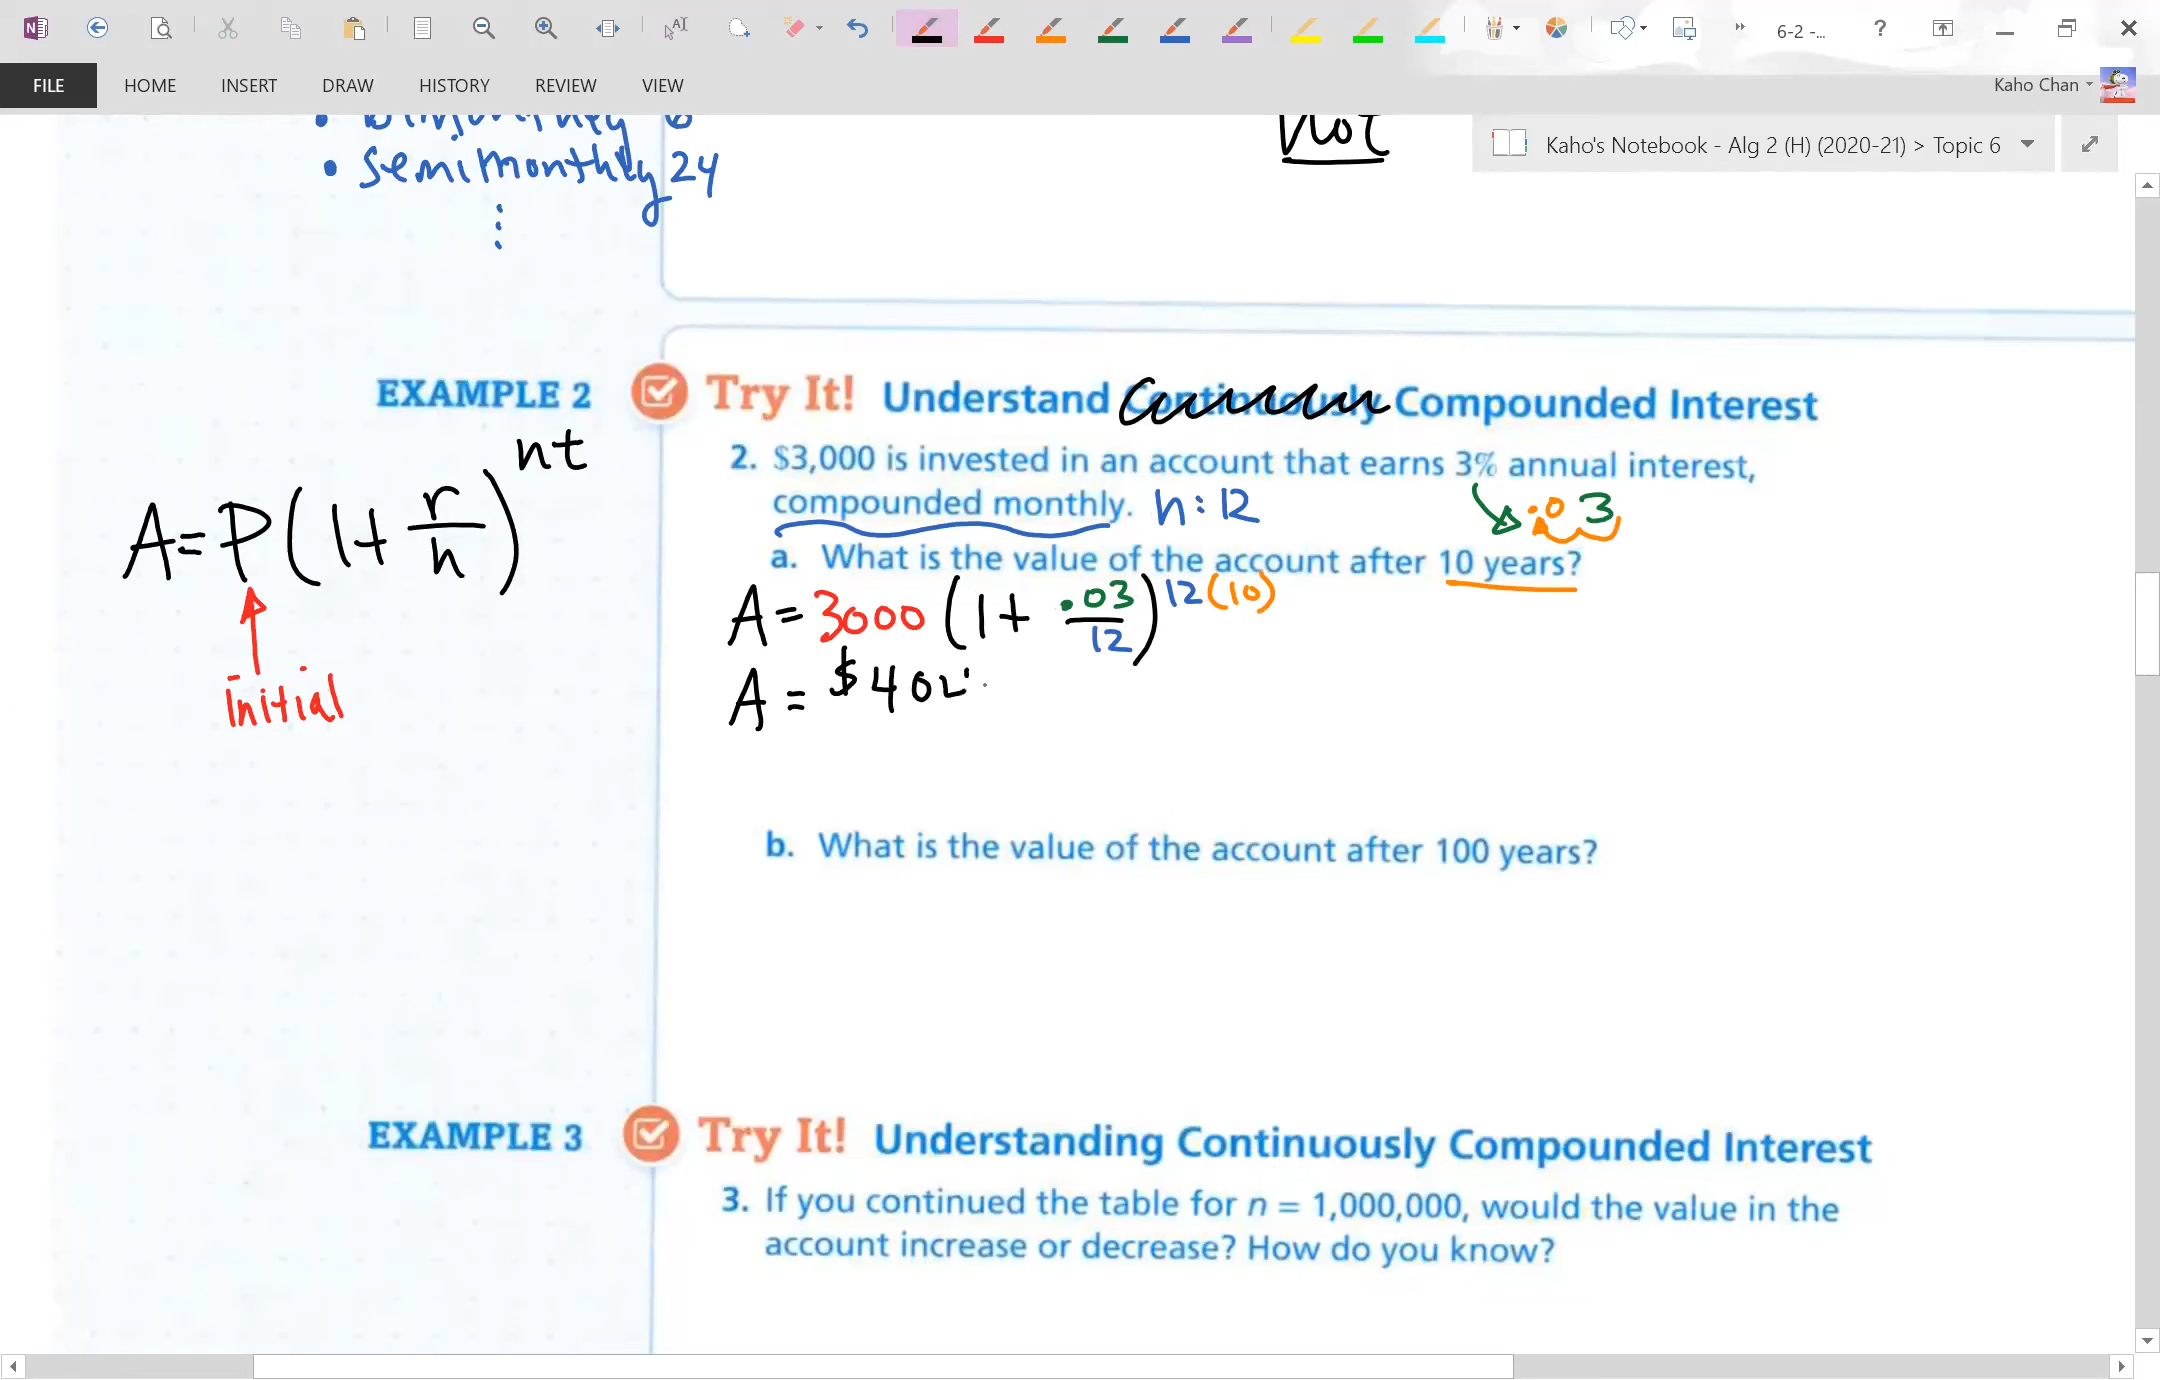 6-2 -...
FILE HOME INSERT DRAW HISTORY REVIEW VIEW
Kaho Chan
Kaho's Notebook - Alg 2 (H) (2020-21) > Topic 6
not
• semimonthly 24
⋮
EXAMPLE 2 Try It! Understand Continuously Compounded Interest
2. $3,000 is invested in an account that earns 3% annual interest,
compounded monthly. n: 12 .03
a. What is the value of the account after 10 years?
A = P(1 + r/n)^nt
initial
A = 3000 (1 + .03/12)^12(10)
A = $402
b. What is the value of the account after 100 years?
EXAMPLE 3 Try It! Understanding Continuously Compounded Interest
3. If you continued the table for n = 1,000,000, would the value in the
account increase or decrease? How do you know?